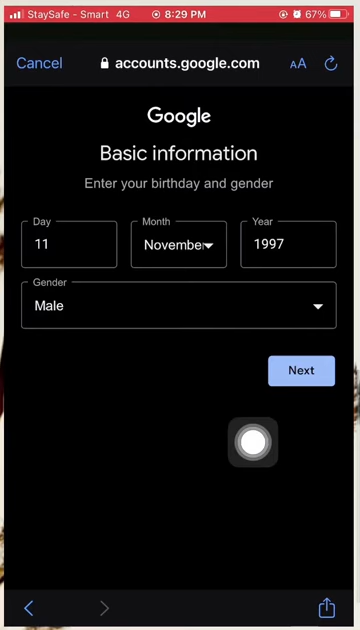 StaySafe - Smart 4G 8:29 PM 67%
Cancel accounts.google.com AA
Google
Basic information
Enter your birthday and gender
Day Month Year
11 November 1997
Gender
Male
Next